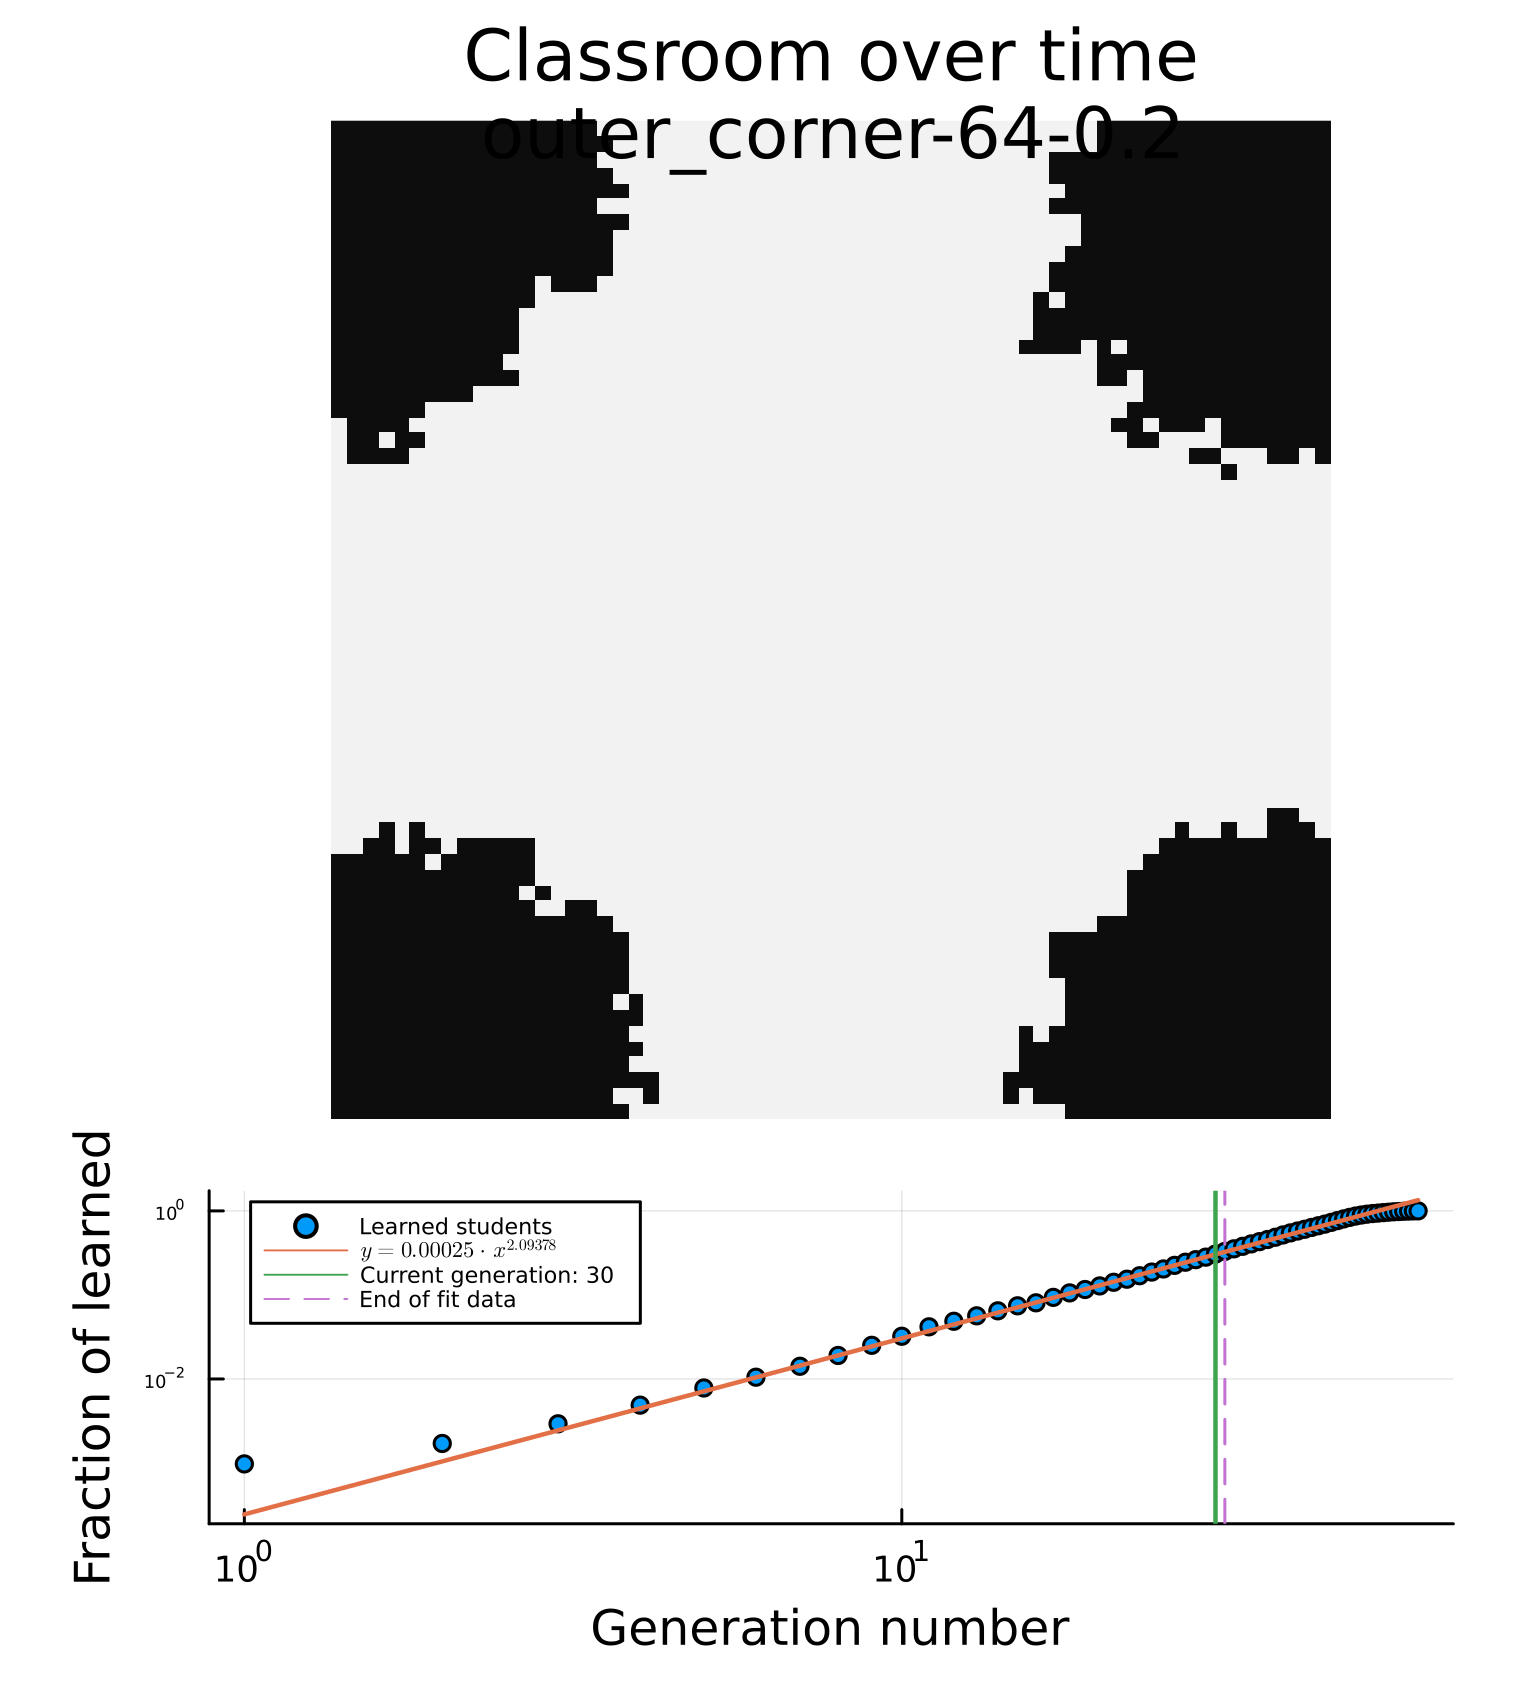 Classroom over time
outer_corner-64-0.2
Fraction of learned
10^0
10^-2
Learned students
y = 0.00025 · x^2.09378
Current generation: 30
End of fit data
10^0
10^1
Generation number